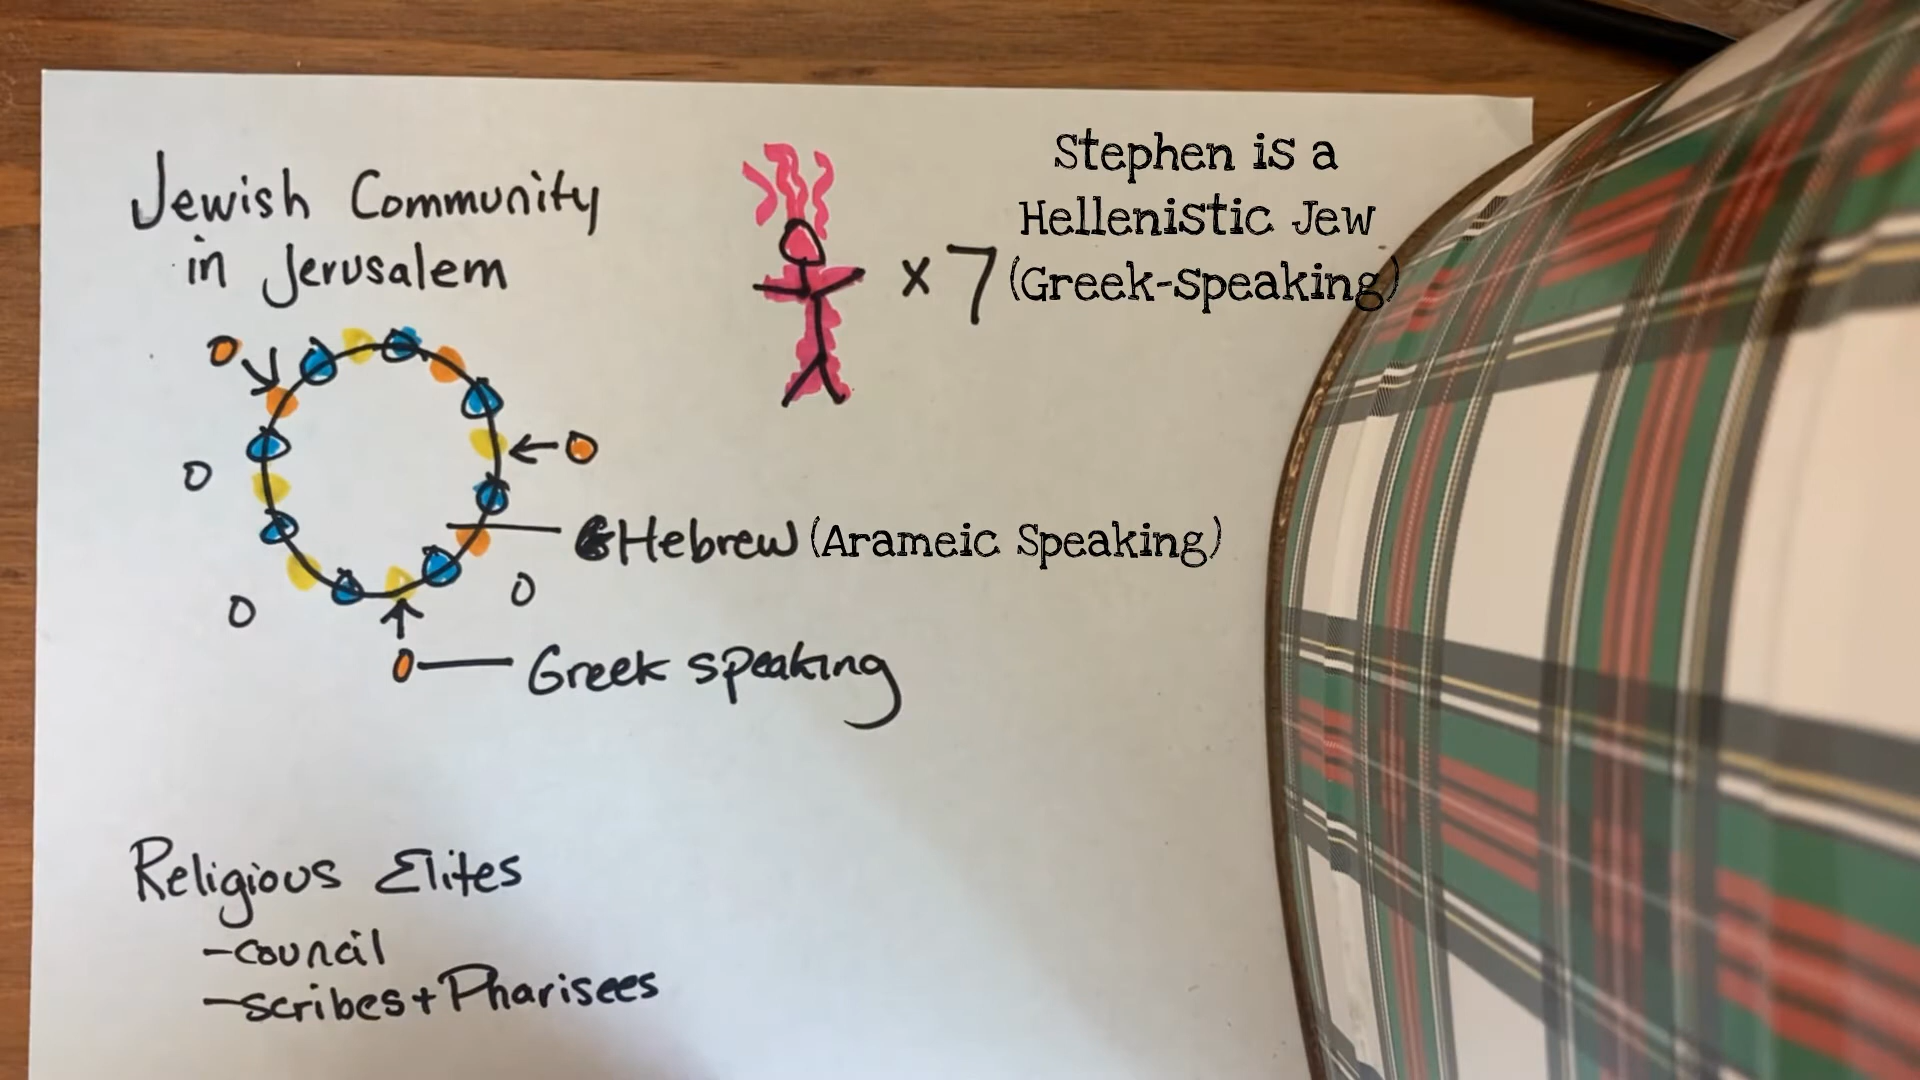 Jewish Community
in Jerusalem
Stephen is a
Hellenistic Jew
x 7 (Greek-Speaking)
Hebrew (Arameic Speaking)
Greek speaking
Religious Elites
-council
-scribes + Pharisees